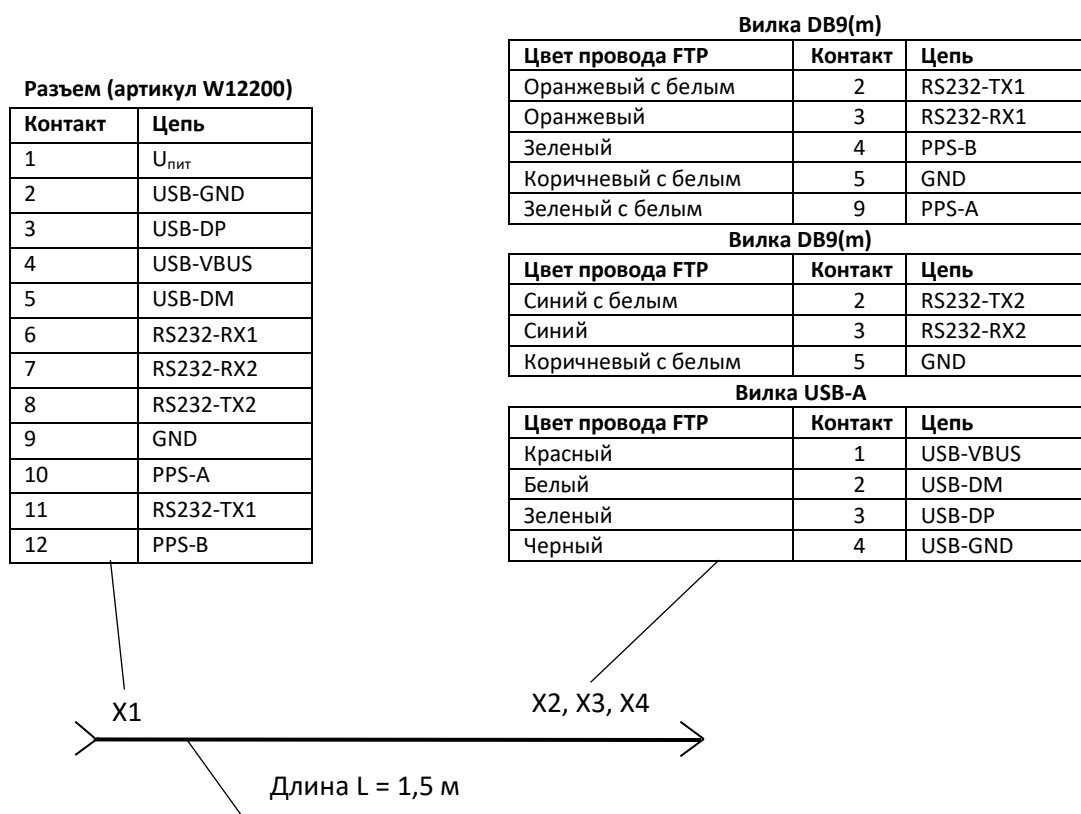 Разъем (артикул W12200)
Контакт Цепь
1 Uпит
2 USB-GND
3 USB-DP
4 USB-VBUS
5 USB-DM
6 RS232-RX1
7 RS232-RX2
8 RS232-TX2
9 GND
10 PPS-A
11 RS232-TX1
12 PPS-B
Вилка DB9(m)
Цвет провода FTP Контакт Цепь
Оранжевый с белым 2 RS232-TX1
Оранжевый 3 RS232-RX1
Зеленый 4 PPS-B
Коричневый с белым 5 GND
Зеленый с белым 9 PPS-A
Вилка DB9(m)
Цвет провода FTP Контакт Цепь
Синий с белым 2 RS232-TX2
Синий 3 RS232-RX2
Коричневый с белым 5 GND
Вилка USB-A
Цвет провода FTP Контакт Цепь
Красный 1 USB-VBUS
Белый 2 USB-DM
Зеленый 3 USB-DP
Черный 4 USB-GND
X1
X2, X3, X4
Длина L = 1,5 м